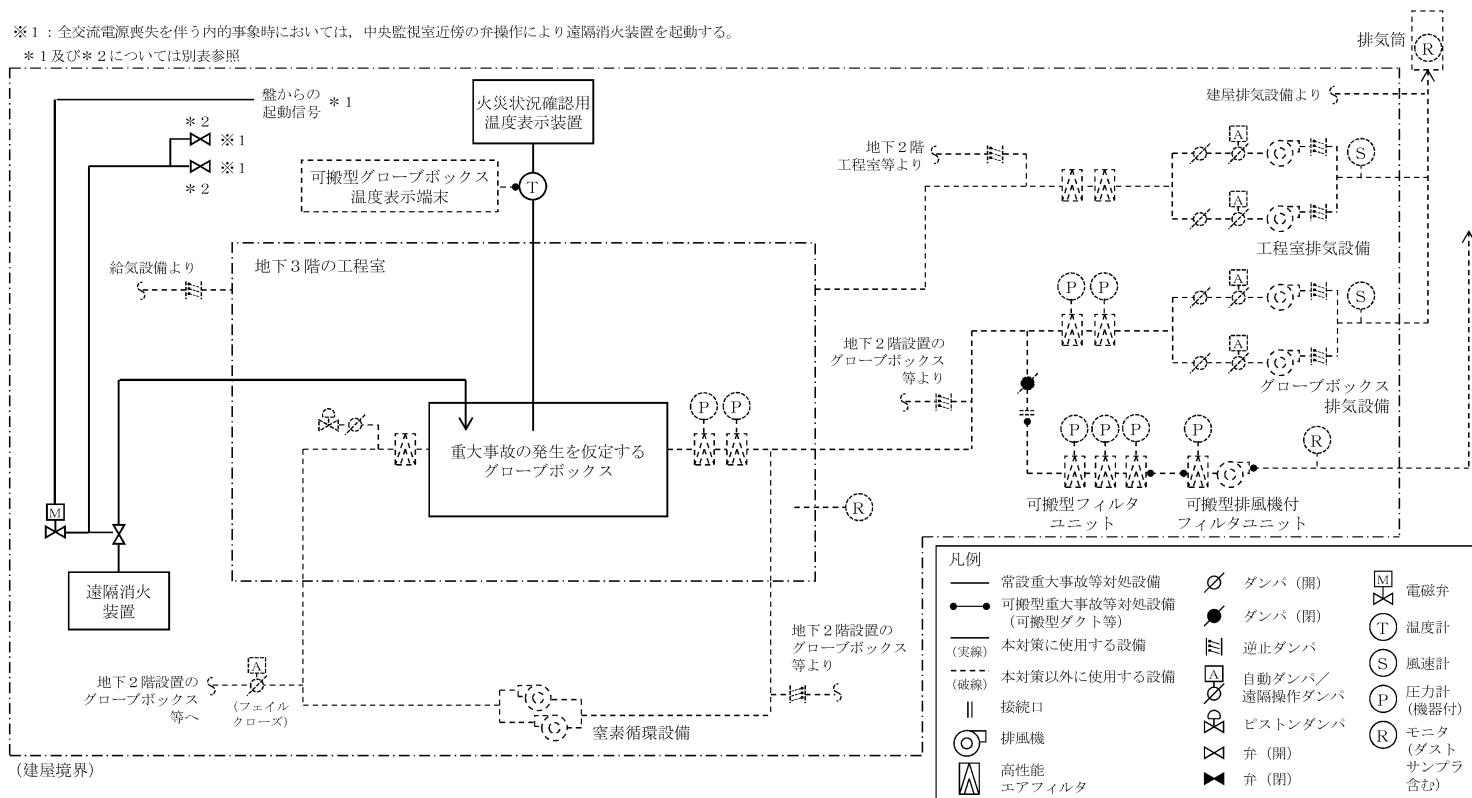 ※1:全交流電源喪失を伴う内的事象時においては,中央監視室近傍の弁操作により遠隔消火装置を起動する。
＊1及び＊2については別表参照
排気筒
R
盤からの
起動信号 ＊1
＊2
※1
※1
＊2
火災状況確認用
温度表示装置
可搬型グローブボックス
温度表示端末
T
建屋排気設備より
地下2階
工程室等より
A
S
A
工程室排気設備
給気設備より
地下3階の工程室
P
P
A
S
A
地下2階設置の
グローブボックス
等より
グローブボックス
排気設備
P
P
重大事故の発生を仮定する
グローブボックス
P
P
P
P
R
可搬型フィルタ
ユニット
可搬型排風機付
フィルタユニット
R
M
遠隔消火
装置
地下2階設置の
グローブボックス
等より
地下2階設置の
グローブボックス
等へ
A
(フェイル
クローズ)
窒素循環設備
(建屋境界)
凡例
常設重大事故等対処設備
可搬型重大事故等対処設備
(可搬型ダクト等)
(実線) 本対策に使用する設備
(破線) 本対策以外に使用する設備
接続口
排風機
高性能
エアフィルタ
ダンパ(開)
ダンパ(閉)
逆止ダンパ
A
自動ダンパ/
遠隔操作ダンパ
ピストンダンパ
弁(開)
弁(閉)
M
電磁弁
T 温度計
S 風速計
P 圧力計
(機器付)
R モニタ
(ダスト
サンプラ
含む)